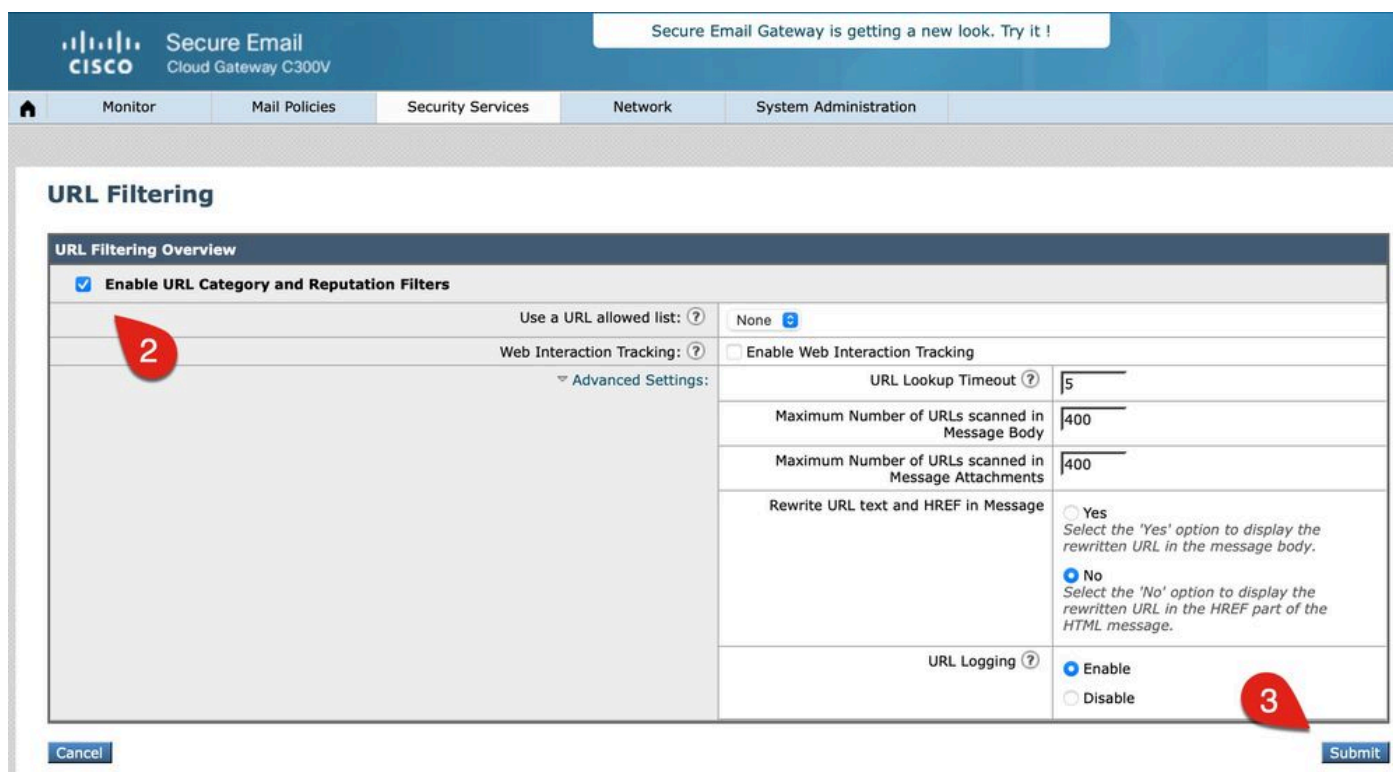 Secure Email Gateway is getting a new look. Try it !
CISCO
Secure Email
Cloud Gateway C300V
Monitor
Mail Policies
Security Services
Network
System Administration
URL Filtering
URL Filtering Overview
Enable URL Category and Reputation Filters
2
Use a URL allowed list: ?
None
Web Interaction Tracking: ?
Enable Web Interaction Tracking
Advanced Settings:
URL Lookup Timeout ?
5
Maximum Number of URLs scanned in
Message Body
400
Maximum Number of URLs scanned in
Message Attachments
400
Rewrite URL text and HREF in Message
Yes
Select the 'Yes' option to display the
rewritten URL in the message body.
No
Select the 'No' option to display the
rewritten URL in the HREF part of the
HTML message.
URL Logging ?
Enable
Disable
3
Cancel
Submit